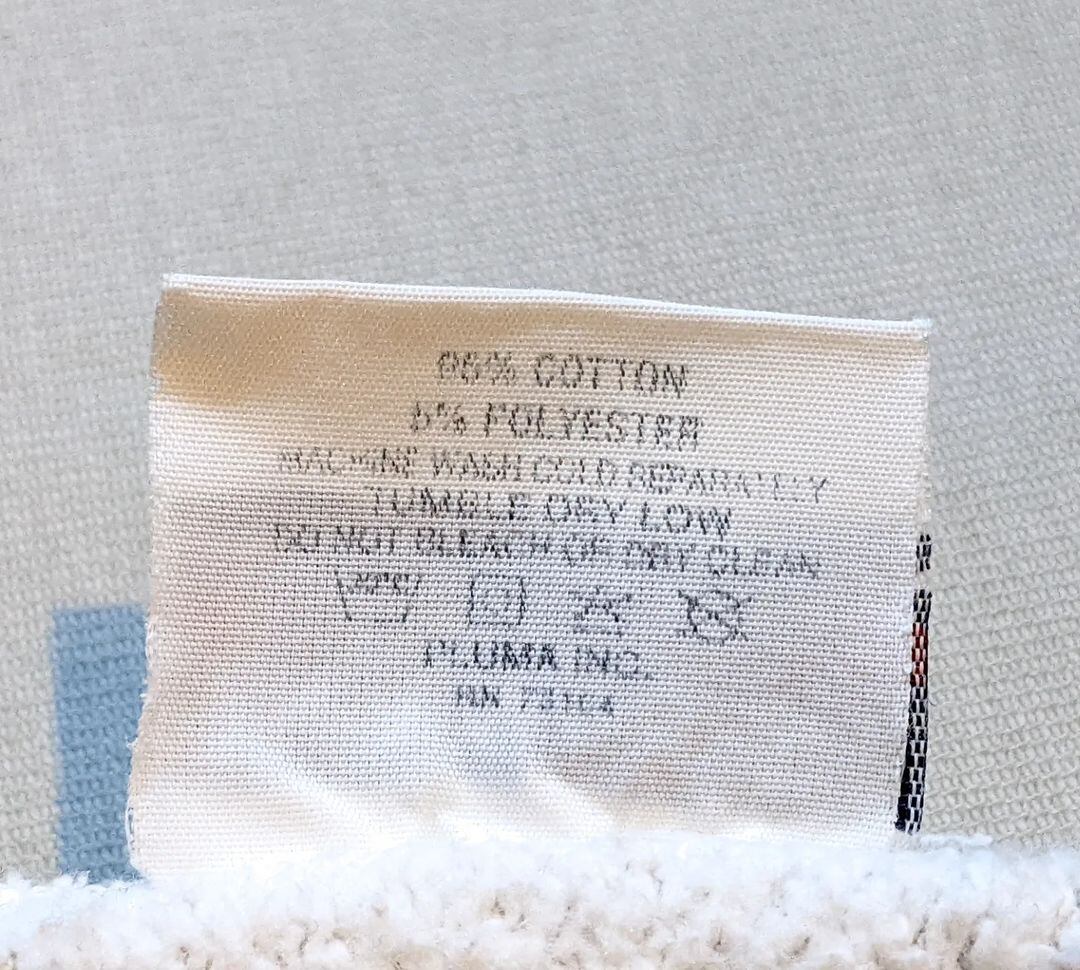 95% COTTON
5% POLYESTER
MACHINE WASH COLD SEPARATELY
TUMBLE DRY LOW
DO NOT BLEACH OR DRY CLEAN
PLUMA INC.
RN